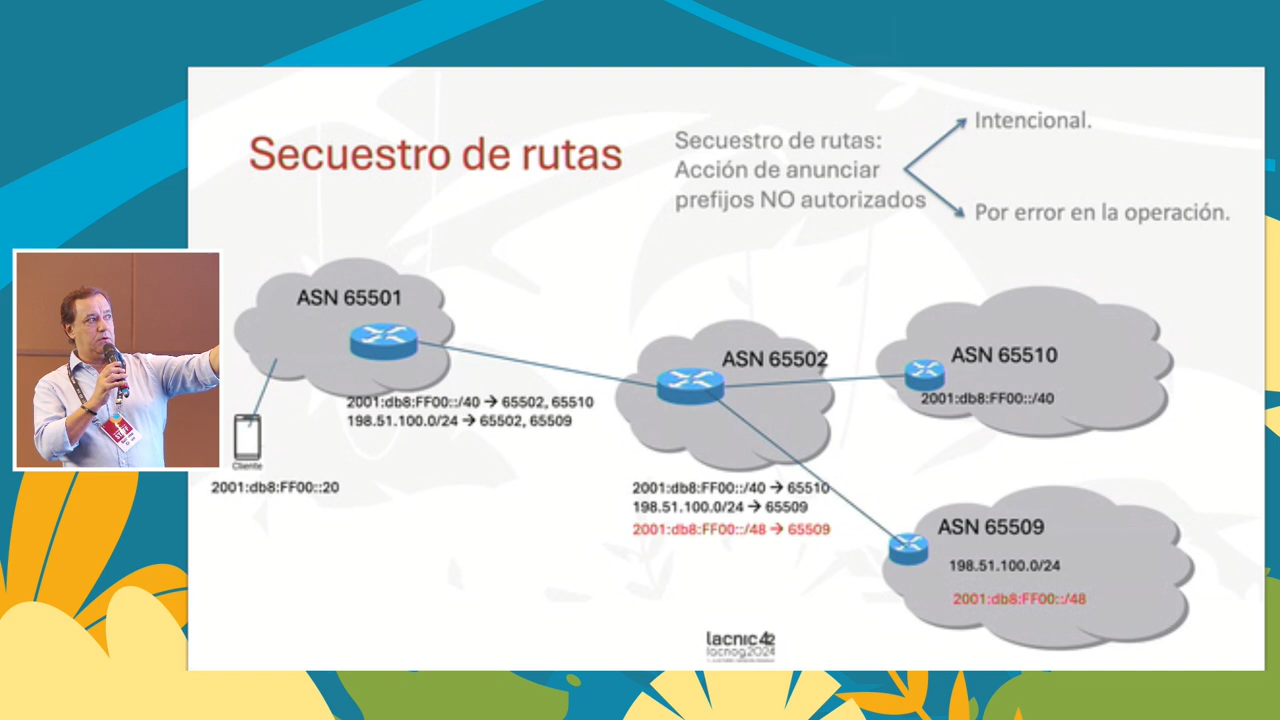 Secuestro de rutas
Secuestro de rutas:
Acción de anunciar
prefijos NO autorizados
Intencional.
Por error en la operación.
ASN 65501
2001:db8:FF00::/40 → 65502, 65510
198.51.100.0/24 → 65502, 65509
Cliente
2001:db8:FF00::20
ASN 65502
2001:db8:FF00::/40 → 65510
198.51.100.0/24 → 65509
2001:db8:FF00::/48 → 65509
ASN 65510
2001:db8:FF00::/40
ASN 65509
198.51.100.0/24
2001:db8:FF00::/48
lacnic42
lacnog2024